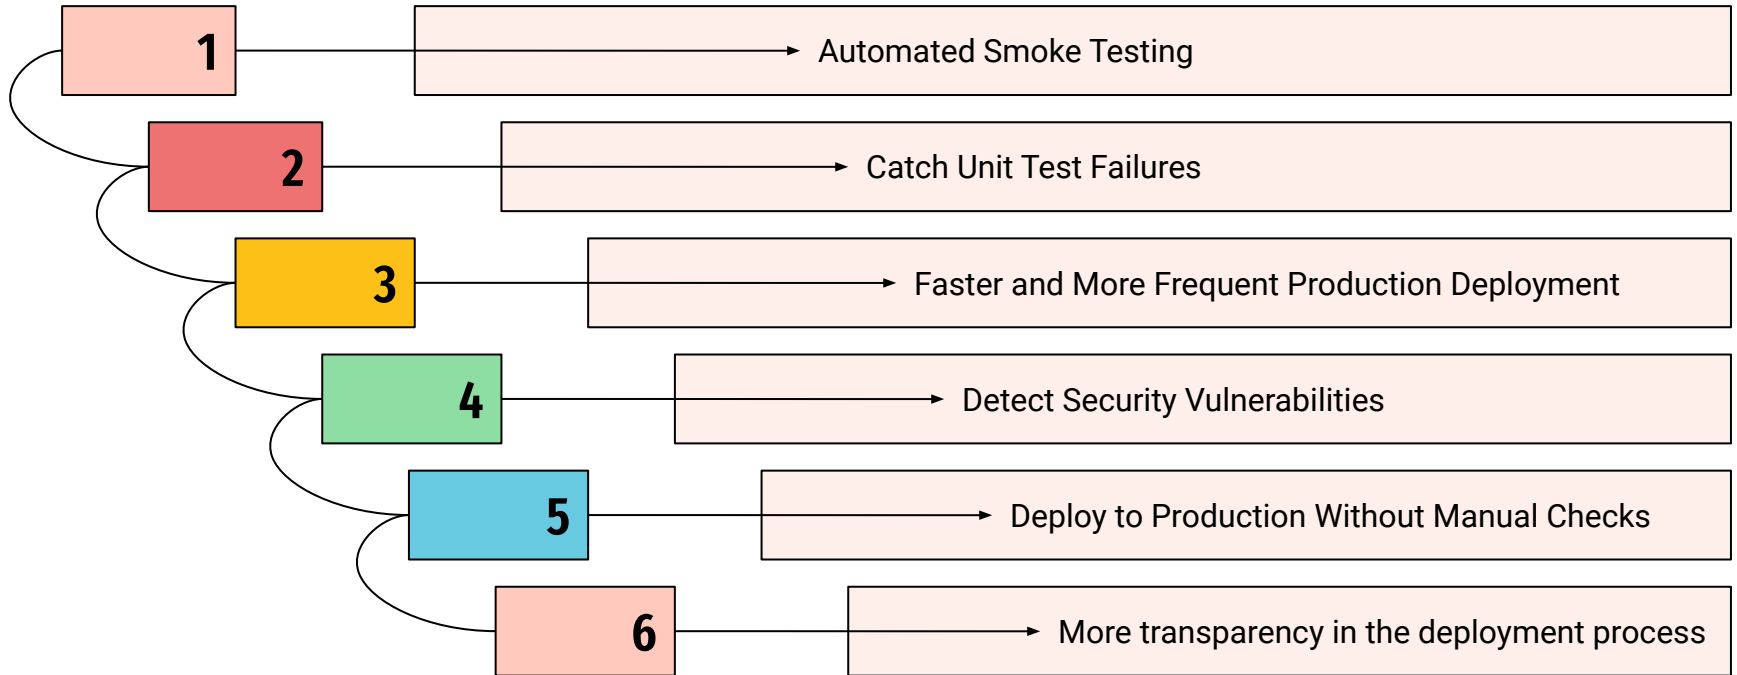 1 Automated Smoke Testing
2 Catch Unit Test Failures
3 Faster and More Frequent Production Deployment
4 Detect Security Vulnerabilities
5 Deploy to Production Without Manual Checks
6 More transparency in the deployment process